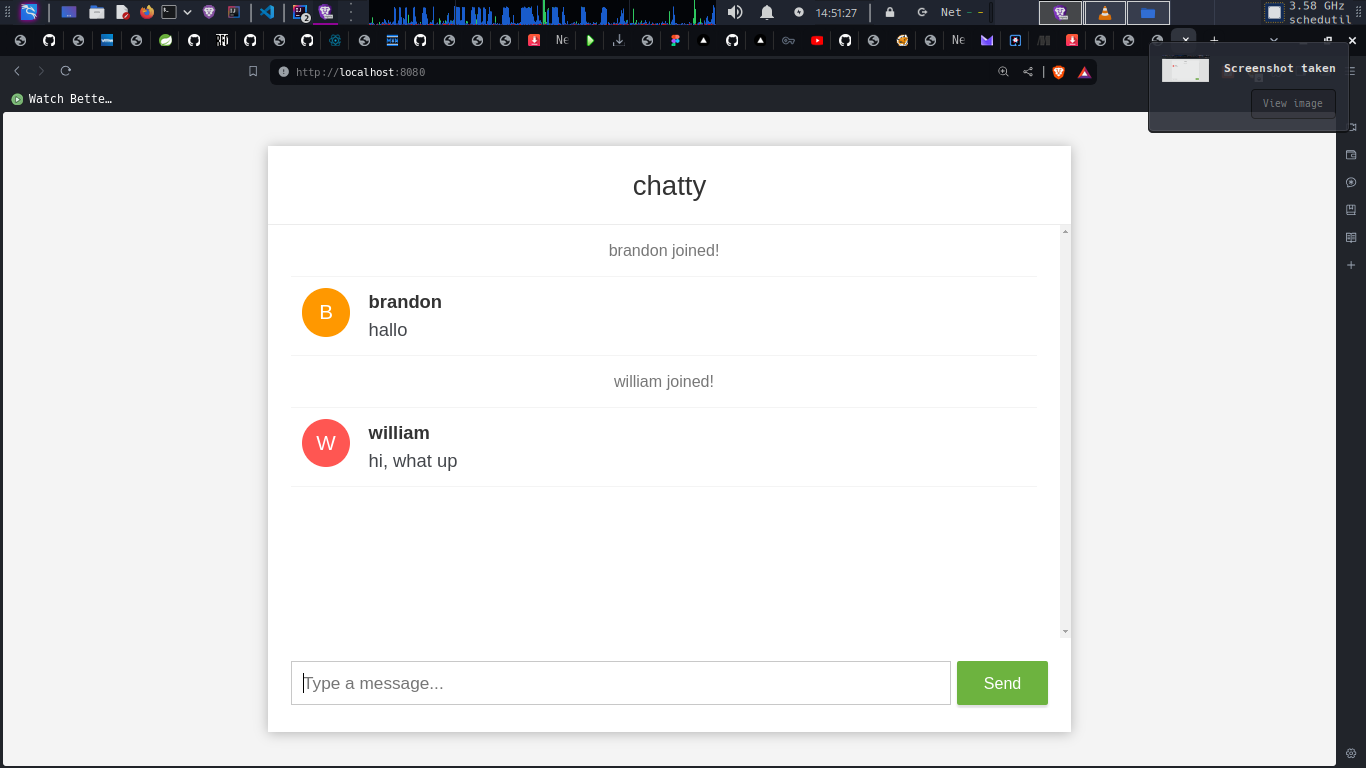 14:51:27
Net
3.58 GHz
schedutil
Ne
Ne
http://localhost:8080
Screenshot taken
View image
Watch Bette…
chatty
brandon joined!
B
brandon
hallo
william joined!
W
william
hi, what up
Type a message...
Send